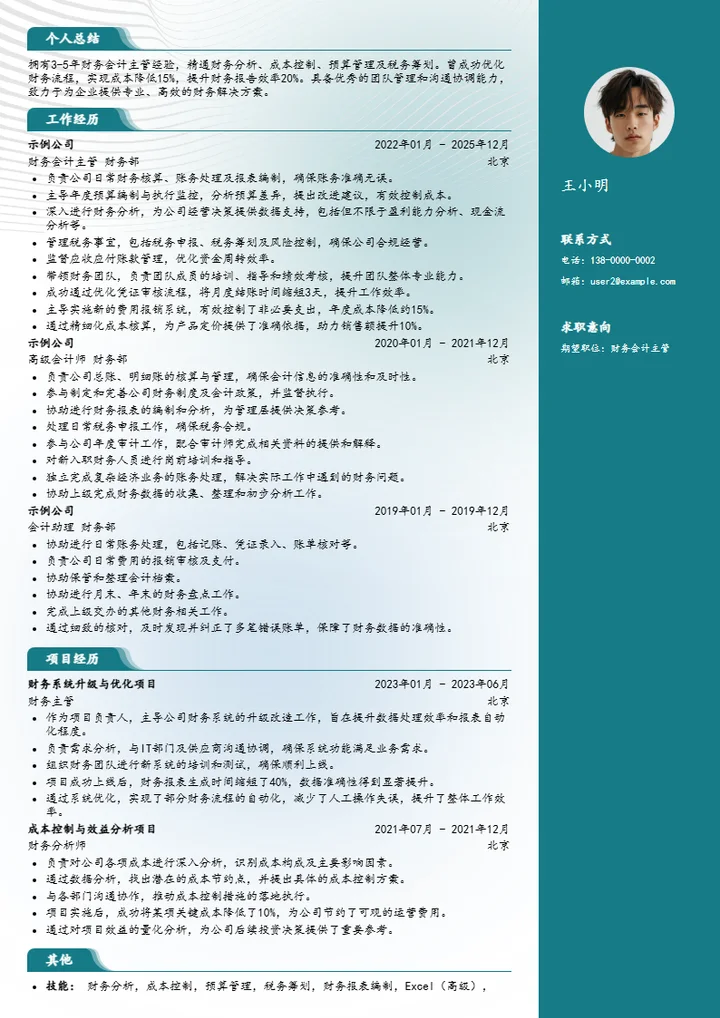 个人总结
拥有3-5年财务会计主管经验，精通财务分析、成本控制、预算管理及税务筹划。曾成功优化
财务流程，实现成本降低15%，提升财务报告效率20%。具备优秀的团队管理和沟通协调能力，
致力于为企业提供专业、高效的财务解决方案。
工作经历
示例公司 2022年01月 - 2025年12月
财务会计主管 财务部 北京
• 负责公司日常财务核算、账务处理及报表编制，确保账务准确无误。
• 主导年度预算编制与执行监控，分析预算差异，提出改进建议，有效控制成本。
• 深入进行财务分析，为公司经营决策提供数据支持，包括但不限于盈利能力分析、现金流
分析等。
• 管理税务事宜，包括税务申报、税务筹划及风险控制，确保公司合规经营。
• 监督应收应付账款管理，优化资金周转效率。
• 带领财务团队，负责团队成员的培训、指导和绩效考核，提升团队整体专业能力。
• 成功通过优化凭证审核流程，将月度结账时间缩短3天，提升工作效率。
• 主导实施新的费用报销系统，有效控制了非必要支出，年度成本降低约15%。
• 通过精细化成本核算，为产品定价提供了准确依据，助力销售额提升10%。
示例公司 2020年01月 - 2021年12月
高级会计师 财务部 北京
• 负责公司总账、明细账的核算与管理，确保会计信息的准确性和及时性。
• 参与制定和完善公司财务制度及会计政策，并监督执行。
• 协助进行财务报表的编制和分析，为管理层提供决策参考。
• 处理日常税务申报工作，确保税务合规。
• 参与公司年度审计工作，配合审计师完成相关资料的提供和解释。
• 对新入职财务人员进行岗前培训和指导。
• 独立完成复杂经济业务的账务处理，解决实际工作中遇到的财务问题。
• 协助上级完成财务数据的收集、整理和初步分析工作。
示例公司 2019年01月 - 2019年12月
会计助理 财务部 北京
• 协助进行日常账务处理，包括记账、凭证录入、账单核对等。
• 负责公司日常费用的报销审核及支付。
• 协助保管和整理会计档案。
• 协助进行月末、年末的财务盘点工作。
• 完成上级交办的其他财务相关工作。
• 通过细致的核对，及时发现并纠正了多笔错误账单，保障了财务数据的准确性。
项目经历
财务系统升级与优化项目 2023年01月 - 2023年06月
财务主管 北京
• 作为项目负责人，主导公司财务系统的升级改造工作，旨在提升数据处理效率和报表自动
化程度。
• 负责需求分析，与IT部门及供应商沟通协调，确保系统功能满足业务需求。
• 组织财务团队进行新系统的培训和测试，确保顺利上线。
• 项目成功上线后，财务报表生成时间缩短了40%，数据准确性得到显著提升。
• 通过系统优化，实现了部分财务流程的自动化，减少了人工操作失误，提升了整体工作效
率。
成本控制与效益分析项目 2021年07月 - 2021年12月
财务分析师 北京
• 负责对公司各项成本进行深入分析，识别成本构成及主要影响因素。
• 通过数据分析，找出潜在的成本节约点，并提出具体的成本控制方案。
• 与各部门沟通协作，推动成本控制措施的落地执行。
• 项目实施后，成功将某项关键成本降低了10%，为公司节约了可观的运营费用。
• 通过对项目效益的量化分析，为公司后续投资决策提供了重要参考。
其他
• 技能： 财务分析，成本控制，预算管理，税务筹划，财务报表编制，Excel（高级），
王小明
联系方式
电话：138-0000-0002
邮箱：user2@example.com
求职意向
期望职位：财务会计主管